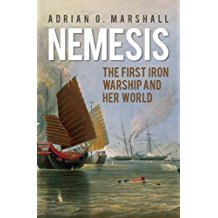 ADRIAN G. MARSHALL
NEMESIS
THE FIRST IRON
WARSHIP AND
HER WORLD